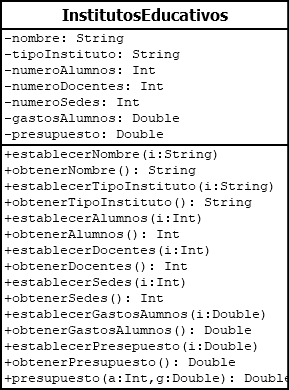 InstitutosEducativos
-nombre: String
-tipoInstituto: String
-numeroAlumnos: Int
-numeroDocentes: Int
-numeroSedes: Int
-gastosAlumnos: Double
-presupuesto: Double
+establecerNombre(i:String)
+obtenerNombre(): String
+establecerTipoInstituto(i:String)
+obtenerTipoInstituto(): String
+establecerAlumnos(i:Int)
+obtenerAlumnos(): Int
+establecerDocentes(i:Int)
+obtenerDocentes(): Int
+establecerSedes(i:Int)
+obtenerSedes(): Int
+establecerGastosAumnos(i:Double)
+obtenerGastosAlumnos(): Double
+establecerPresepuesto(i:Double)
+obtenerPresupuesto(): Double
+presupuesto(a:Int,g:Double): Double